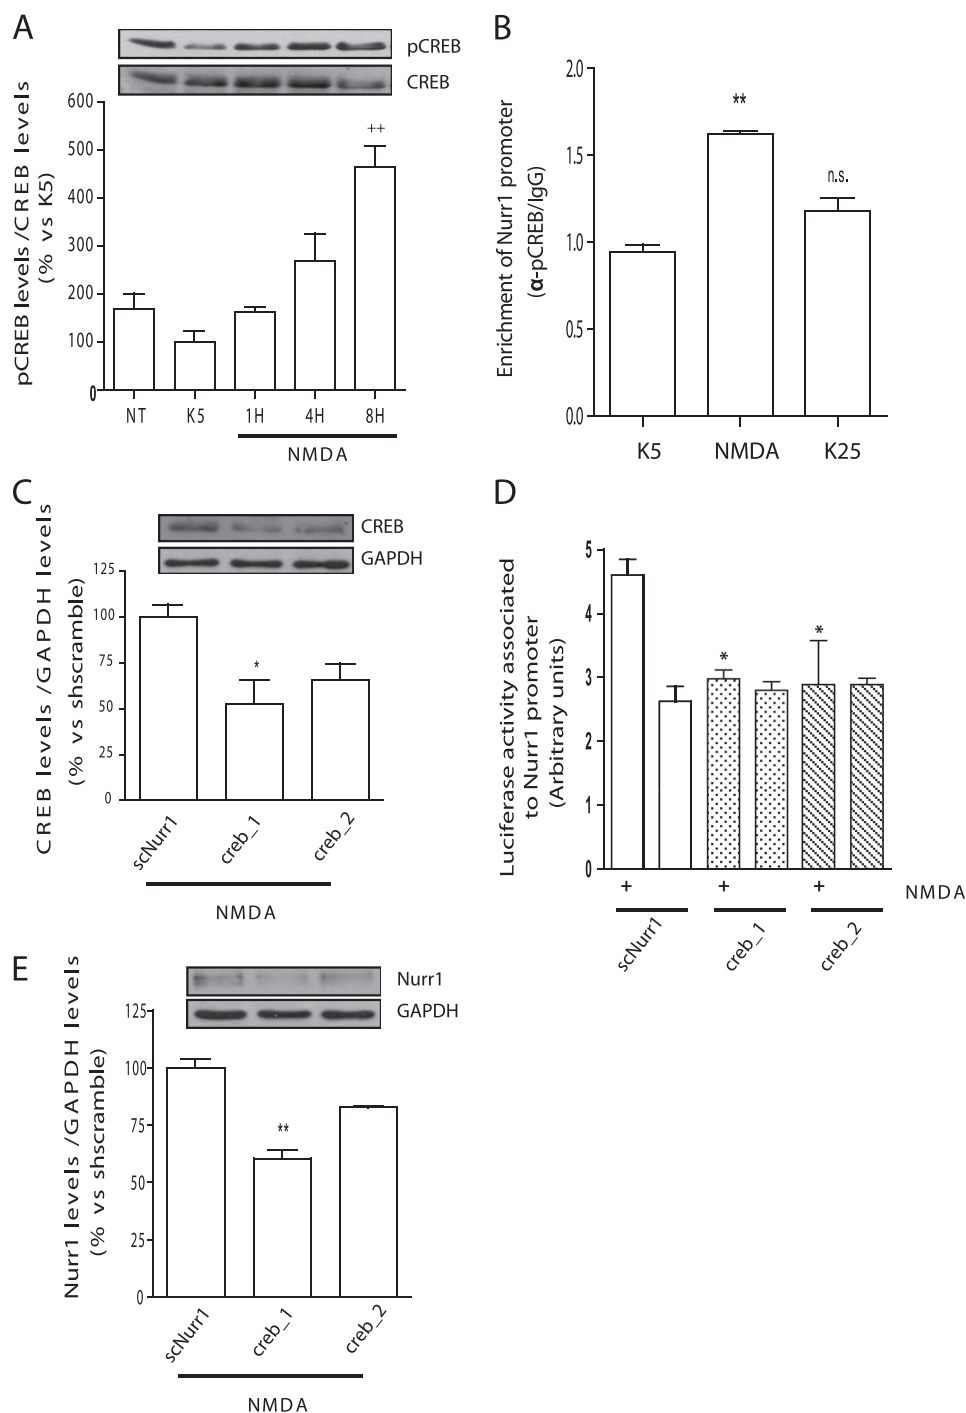 A
pCREB
CREB
pCREB levels /CREB levels
(% vs K5)
600
500
400
300
200
100
0
++
NT K5 1H 4H 8H
NMDA
B
Enrichment of Nurr1 promoter
(α-pCREB/IgG)
2.0
1.5
1.0
0.5
0.0
**
n.s.
K5 NMDA K25
C
CREB
GAPDH
CREB levels /GAPDH levels
(% vs shscramble)
125
100
75
50
25
0
*
scNurr1 creb_1 creb_2
NMDA
D
Luciferase activity associated
to Nurr1 promoter
(Arbitrary units)
5
4
3
2
1
0
* *
+ + + NMDA
scNurr1 creb_1 creb_2
E
Nurr1
GAPDH
Nurr1 levels /GAPDH levels
(% vs shscramble)
125
100
75
50
25
0
**
scNurr1 creb_1 creb_2
NMDA